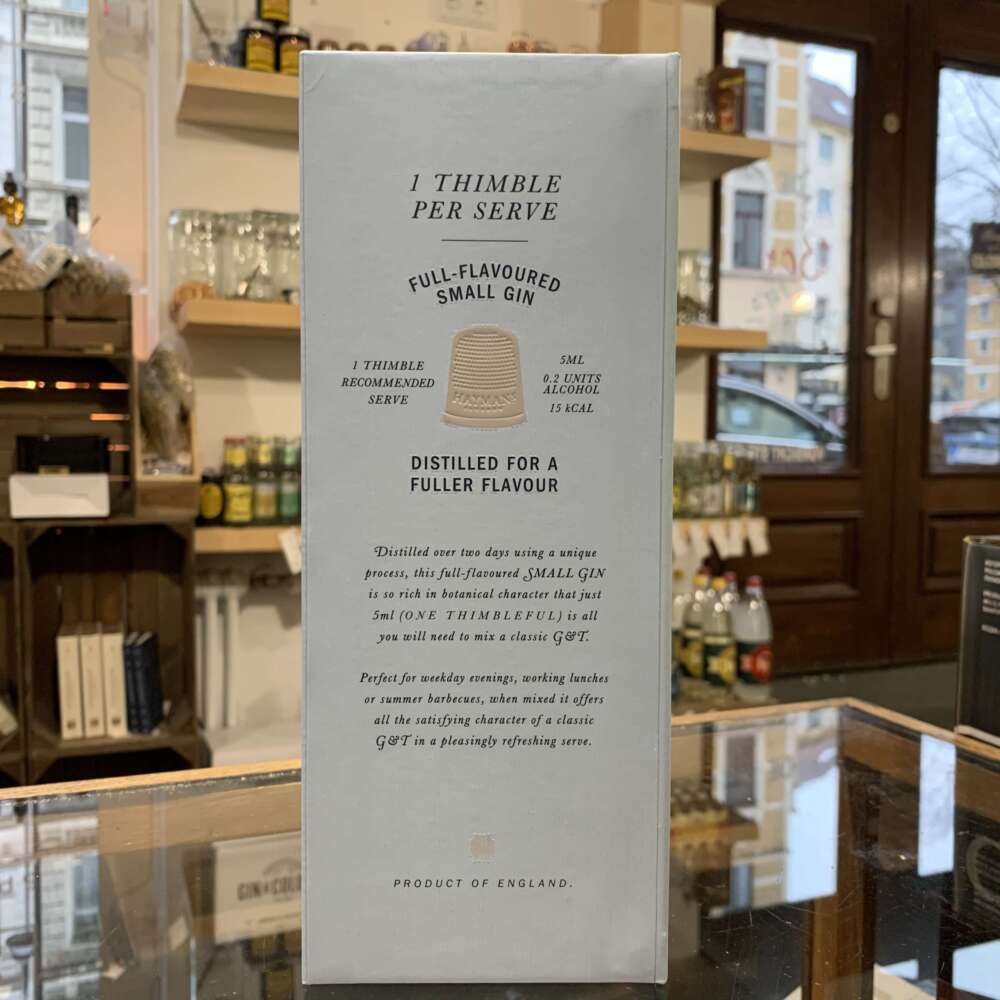 1 THIMBLE
PER SERVE
FULL-FLAVOURED
SMALL GIN
1 THIMBLE
RECOMMENDED
SERVE
HAYMAN'S
5ML
0.2 UNITS
ALCOHOL
15 kCAL
DISTILLED FOR A
FULLER FLAVOUR
Distilled over two days using a unique
process, this full-flavoured SMALL GIN
is so rich in botanical character that just
5ml (ONE THIMBLEFUL) is all
you will need to mix a classic G&T.
Perfect for weekday evenings, working lunches
or summer barbecues, when mixed it offers
all the satisfying character of a classic
G&T in a pleasingly refreshing serve.
PRODUCT OF ENGLAND.
GIN &